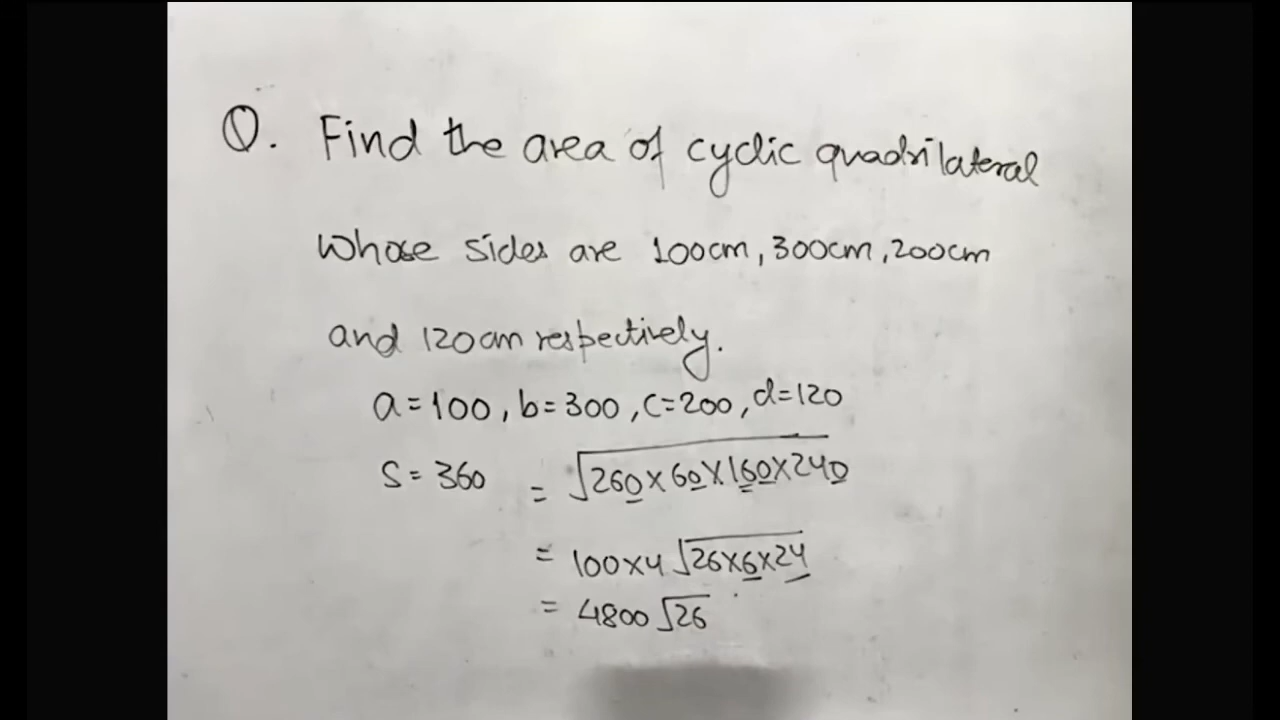 Q. Find the area of cyclic quadrilateral
whose sides are 100cm, 300cm, 200cm
and 120cm respectively.
a=100, b=300, c=200, d=120
S=360 = √260×60×160×240
= 100×4 √26×6×24
= 4800 √26